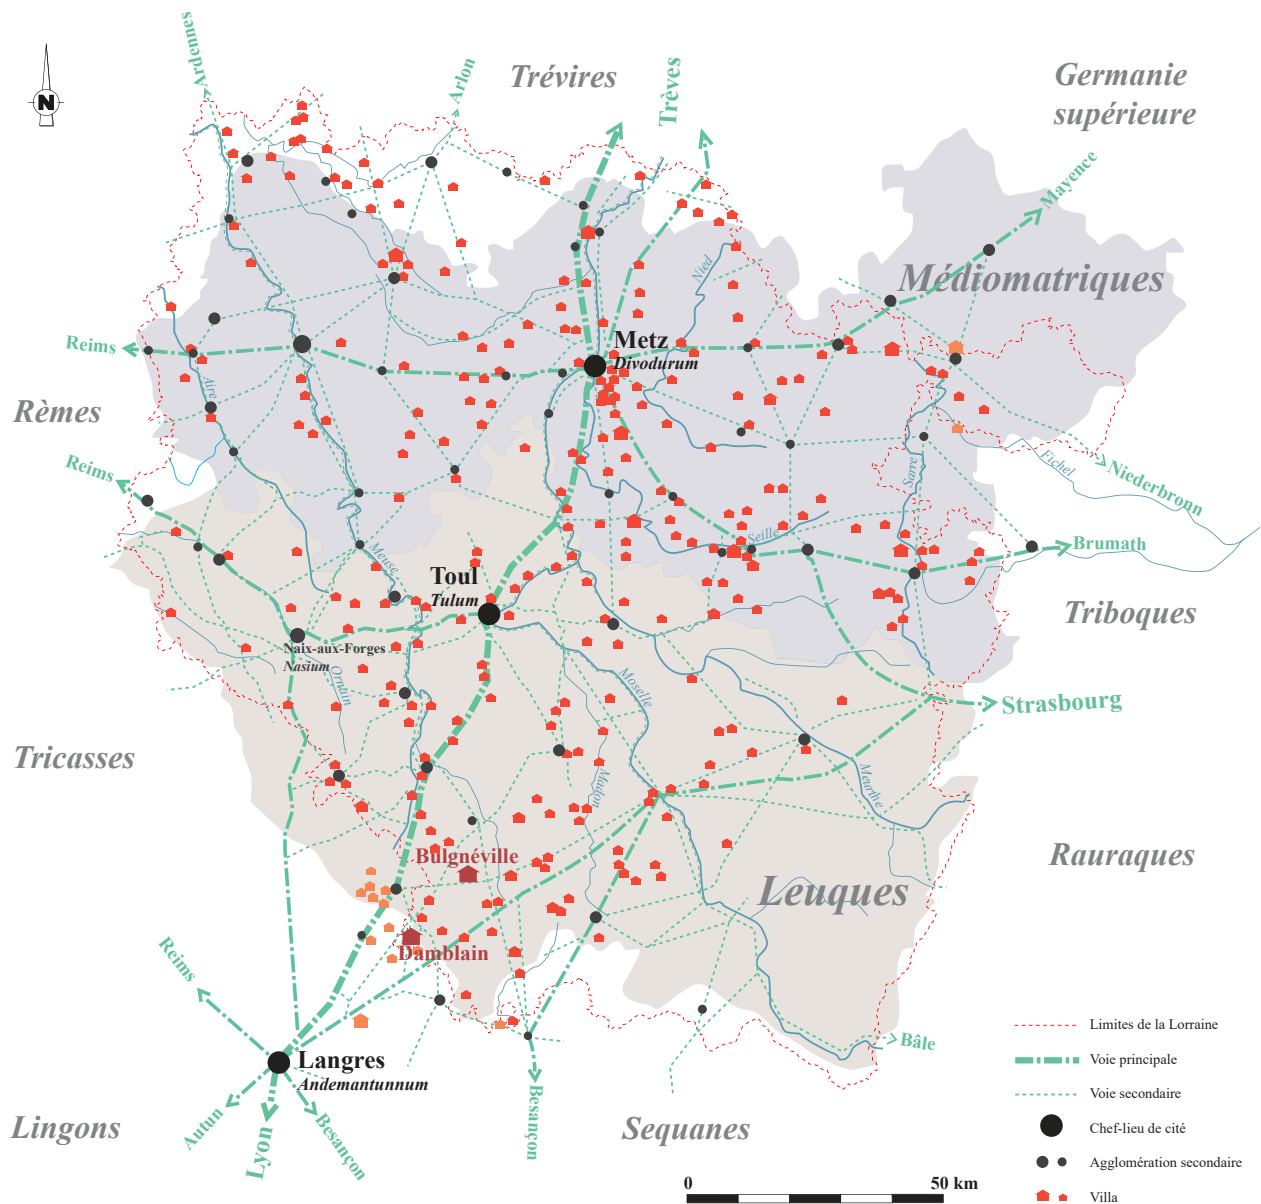 Ardennes
Arlon
Trévires
Trèves
Germanie
supérieure
N
Mayence
Nied
Médiomatriques
Reims
Metz
Divodurum
Aire
Rèmes
Reims
Sarre
Fichel
Niederbronn
Meuse
Seille
Brumath
Toul
Tulum
Triboques
Naix-aux-Forges
Nasium
Ornain
Moselle
Strasbourg
Tricasses
Madon
Meurthe
Bulgnéville
Rauraques
Leuques
Damblain
Reims
Limites de la Lorraine
Bâle
Voie principale
Langres
Andemantunnum
Voie secondaire
Autun
Lyon
Besançon
Besançon
Lingons
Sequanes
Chef-lieu de cité
Agglomération secondaire
0
50 km
Villa